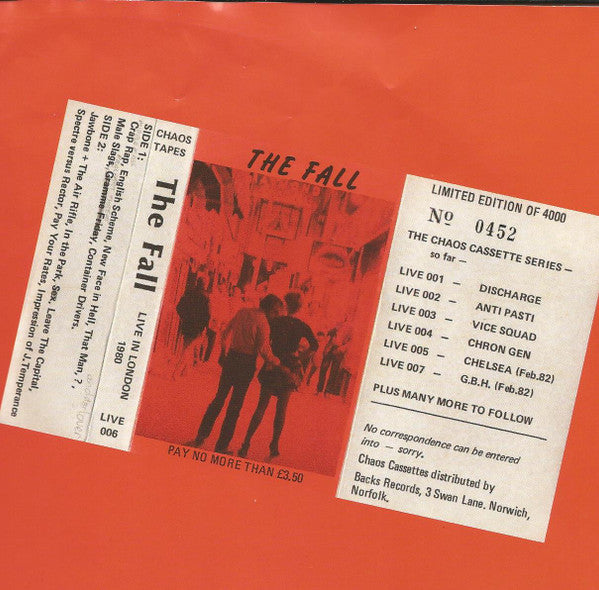 CHAOS
TAPES
The Fall
LIVE IN LONDON
1980
LIVE
006
SIDE 1:
Crap Rap, English Scheme, New Face in Hell, That Man, ?,
Male Slags, Gramme Friday, Container Drivers,
SIDE 2:
Jawbone + The Air Rifle, In the Park, Sex, Leave The Capital,
Spectre versus Rector, Pay Your Rates, Impression of J.Temperance
THE FALL
PAY NO MORE THAN £3.50
LIMITED EDITION OF 4000
No 0452
THE CHAOS CASSETTE SERIES –
so far –
LIVE 001 – DISCHARGE
LIVE 002 – ANTI PASTI
LIVE 003 – VICE SQUAD
LIVE 004 – CHRON GEN
LIVE 005 – CHELSEA (Feb.82)
LIVE 007 – G.B.H. (Feb.82)
PLUS MANY MORE TO FOLLOW
No correspondence can be entered
into – sorry.
Chaos Cassettes distributed by
Backs Records, 3 Swan Lane. Norwich,
Norfolk.